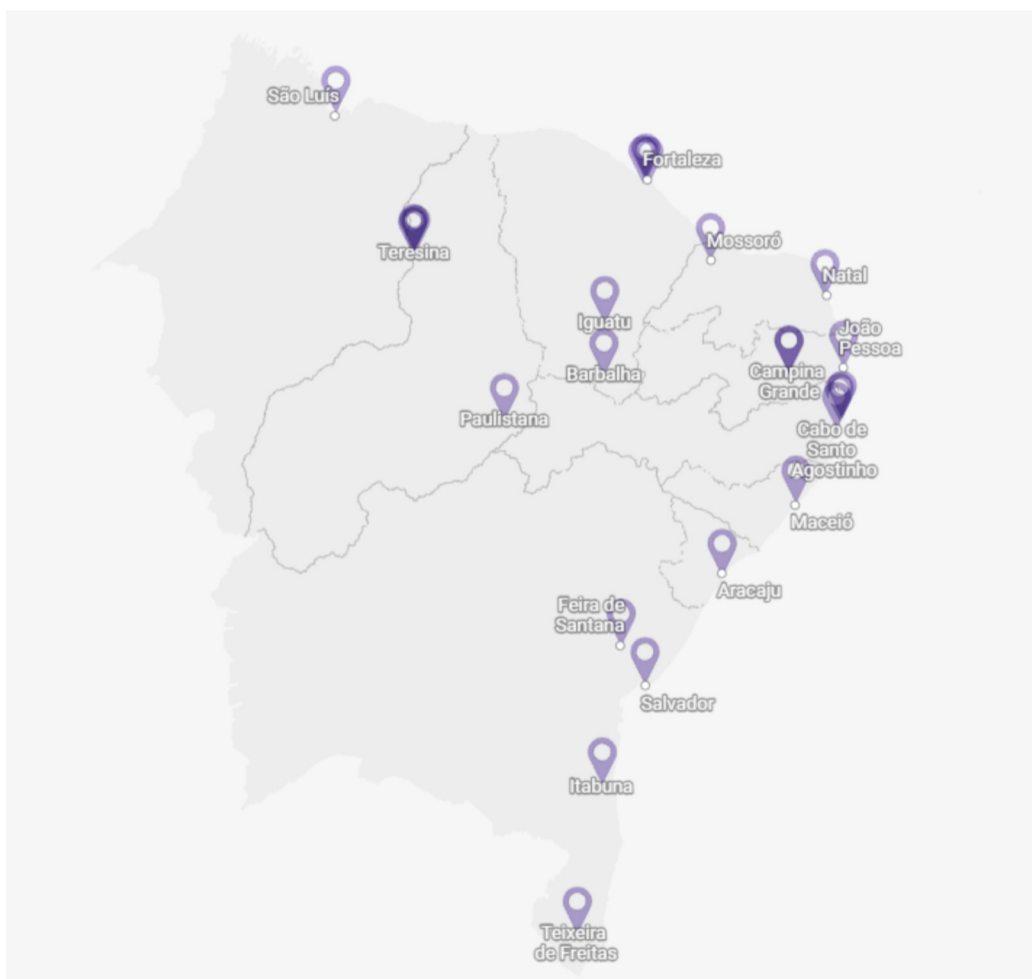 São Luís
Fortaleza
Teresina
Mossoró
Natal
Iguatu
João
Pessoa
Barbalha
Campina
Grande
Paulistana
Cabo de
Santo
Agostinho
Maceió
Aracaju
Feira de
Santana
Salvador
Itabuna
Teixeira
de Freitas